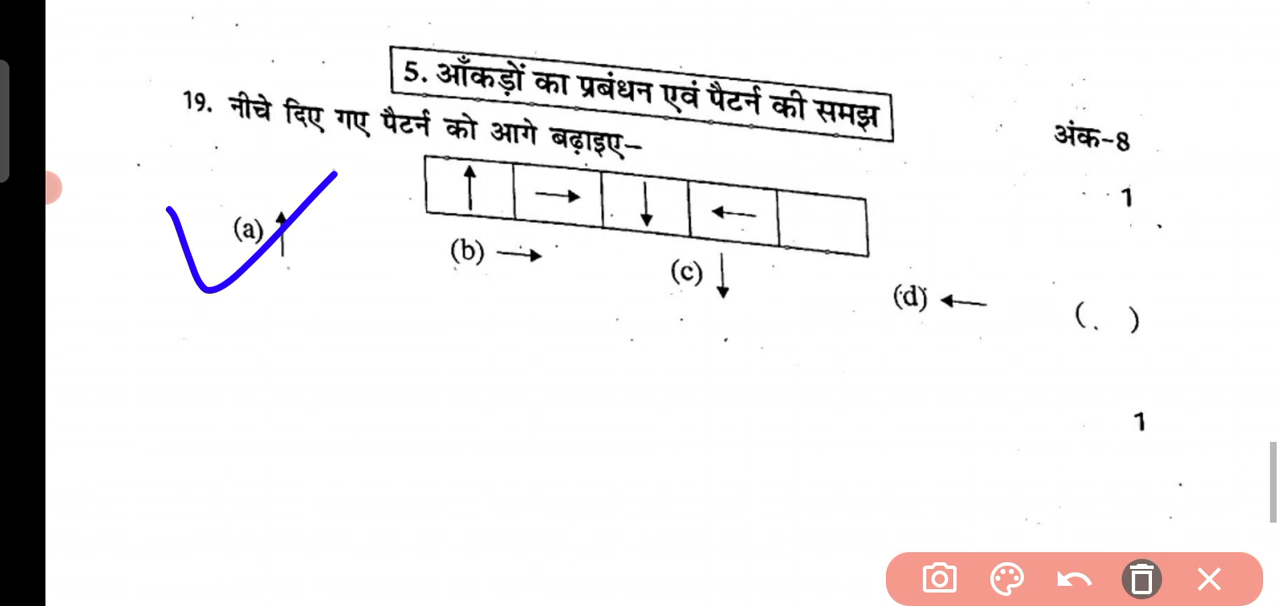 5. आँकड़ों का प्रबंधन एवं पैटर्न की समझ
अंक-8
19. नीचे दिए गए पैटर्न को आगे बढ़ाइए–
1
↑ → ↓ ←
(a) ↑ (b) → (c) ↓ (d) ← ( )
1